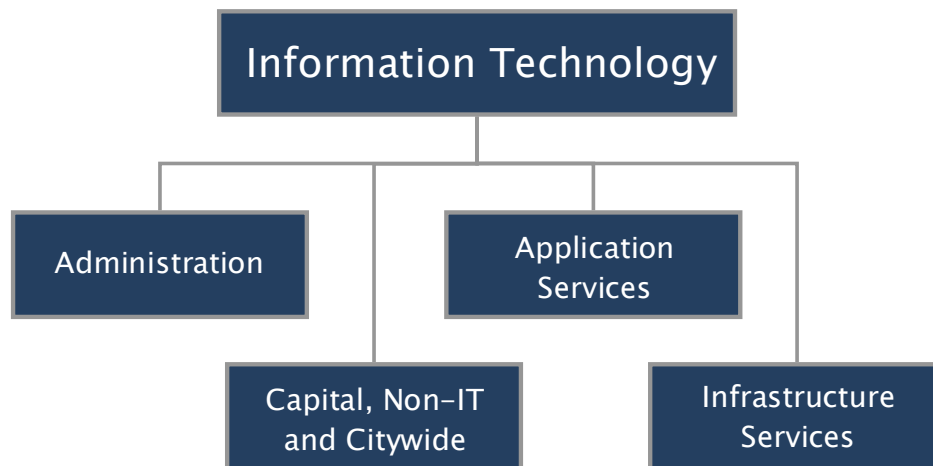 Information Technology
Administration
Application
Services
Capital, Non-IT
and Citywide
Infrastructure
Services